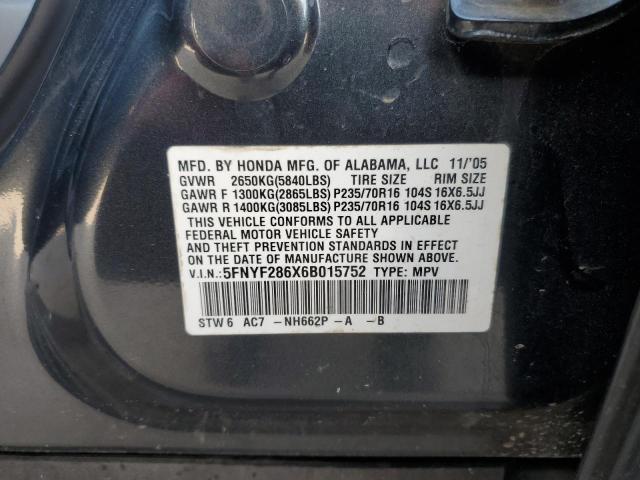 MFD. BY HONDA MFG. OF ALABAMA, LLC 11/'05
GVWR 2650KG(5840LBS) TIRE SIZE RIM SIZE
GAWR F 1300KG(2865LBS) P235/70R16 104S 16X6.5JJ
GAWR R 1400KG(3085LBS) P235/70R16 104S 16X6.5JJ
THIS VEHICLE CONFORMS TO ALL APPLICABLE
FEDERAL MOTOR VEHICLE SAFETY
AND THEFT PREVENTION STANDARDS IN EFFECT
ON THE DATE OF MANUFACTURE SHOWN ABOVE.
V.I.N.: 5FNYF286X6B015752 TYPE: MPV
STW 6 AC7 -NH662P -A -B